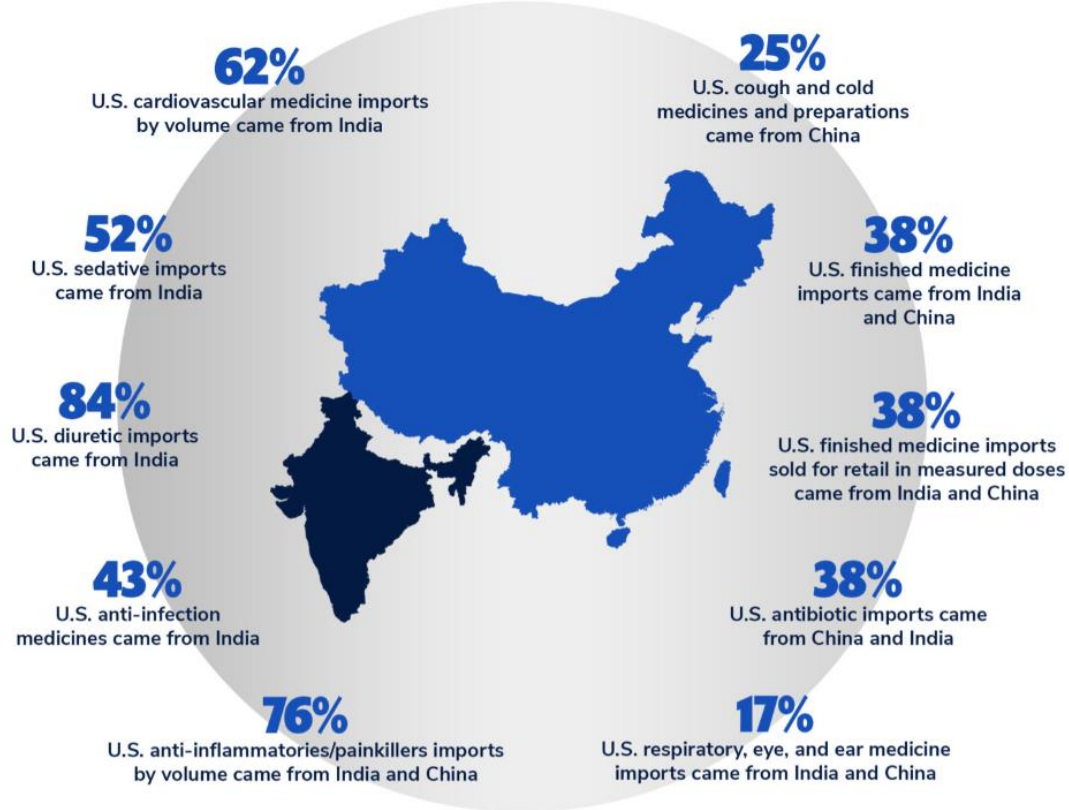 62%
U.S. cardiovascular medicine imports
by volume came from India
52%
U.S. sedative imports
came from India
84%
U.S. diuretic imports
came from India
43%
U.S. anti-infection
medicines came from India
76%
U.S. anti-inflammatories/painkillers imports
by volume came from India and China
25%
U.S. cough and cold
medicines and preparations
came from China
38%
U.S. finished medicine
imports came from India
and China
38%
U.S. finished medicine imports
sold for retail in measured doses
came from India and China
38%
U.S. antibiotic imports came
from China and India
17%
U.S. respiratory, eye, and ear medicine
imports came from India and China